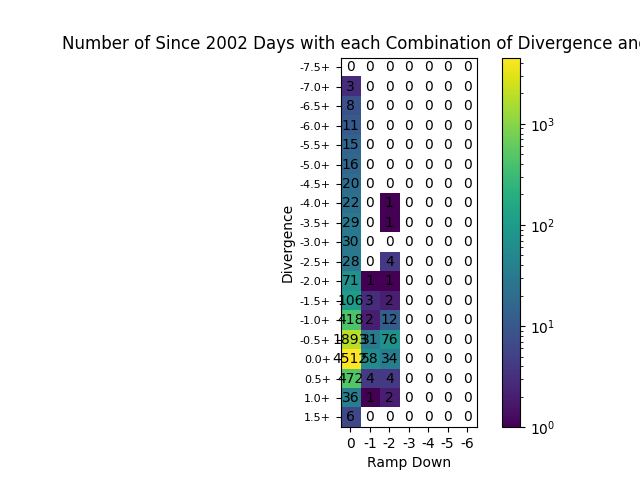 Number of Since 2002 Days with each Combination of Divergence and
-7.5+ 0 0 0 0 0 0 0
-7.0+ 3 0 0 0 0 0 0
-6.5+ 8 0 0 0 0 0 0
-6.0+ 11 0 0 0 0 0 0
-5.5+ 15 0 0 0 0 0 0
-5.0+ 16 0 0 0 0 0 0
-4.5+ 20 0 0 0 0 0 0
-4.0+ 22 0 1 0 0 0 0
-3.5+ 29 0 1 0 0 0 0
-3.0+ 30 0 0 0 0 0 0
-2.5+ 28 0 4 0 0 0 0
-2.0+ 71 1 1 0 0 0 0
-1.5+ 106 3 2 0 0 0 0
-1.0+ 418 2 12 0 0 0 0
-0.5+ 1893 31 76 0 0 0 0
0.0+ 4512 58 34 0 0 0 0
0.5+ 472 4 4 0 0 0 0
1.0+ 36 1 2 0 0 0 0
1.5+ 6 0 0 0 0 0 0
0 -1 -2 -3 -4 -5 -6
Ramp Down
Divergence
10³
10²
10¹
10⁰